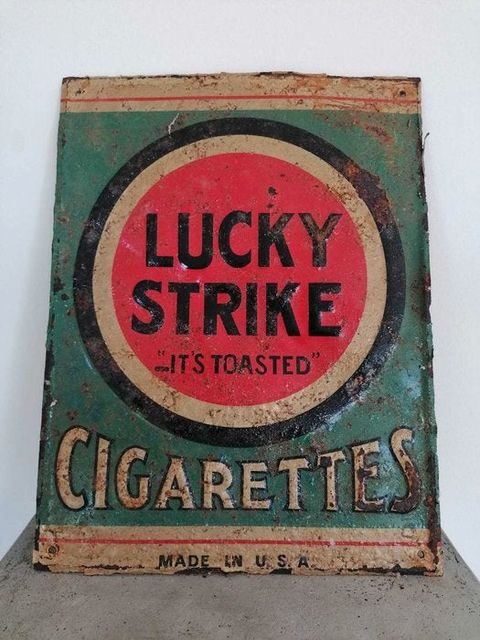 LUCKY
STRIKE
"IT'S TOASTED"
CIGARETTES
MADE IN U.S.A